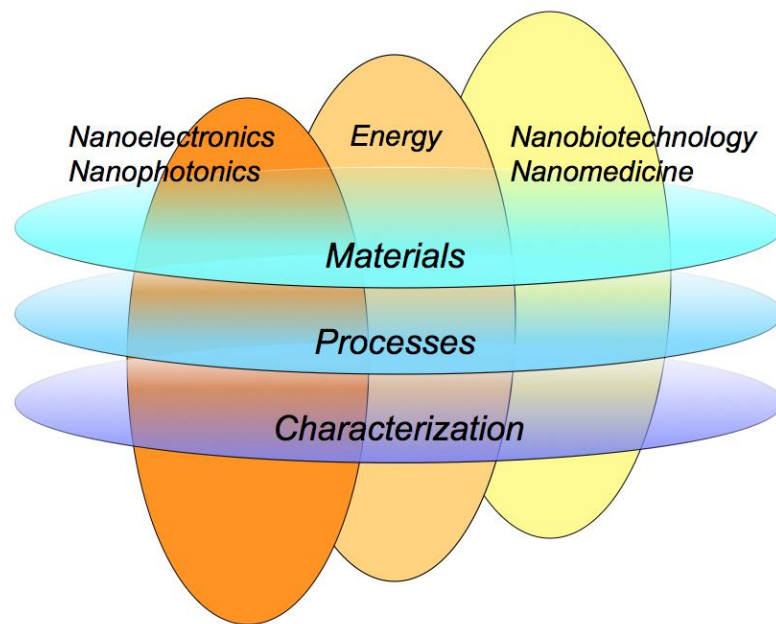 Nanoelectronics
Nanophotonics
Energy
Nanobiotechnology
Nanomedicine
Materials
Processes
Characterization